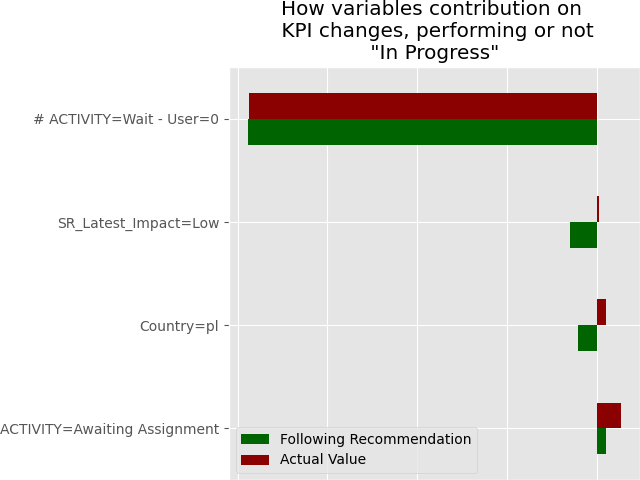 How variables contribution on
KPI changes, performing or not
"In Progress"
# ACTIVITY=Wait - User=0
SR_Latest_Impact=Low
Country=pl
ACTIVITY=Awaiting Assignment
Following Recommendation
Actual Value